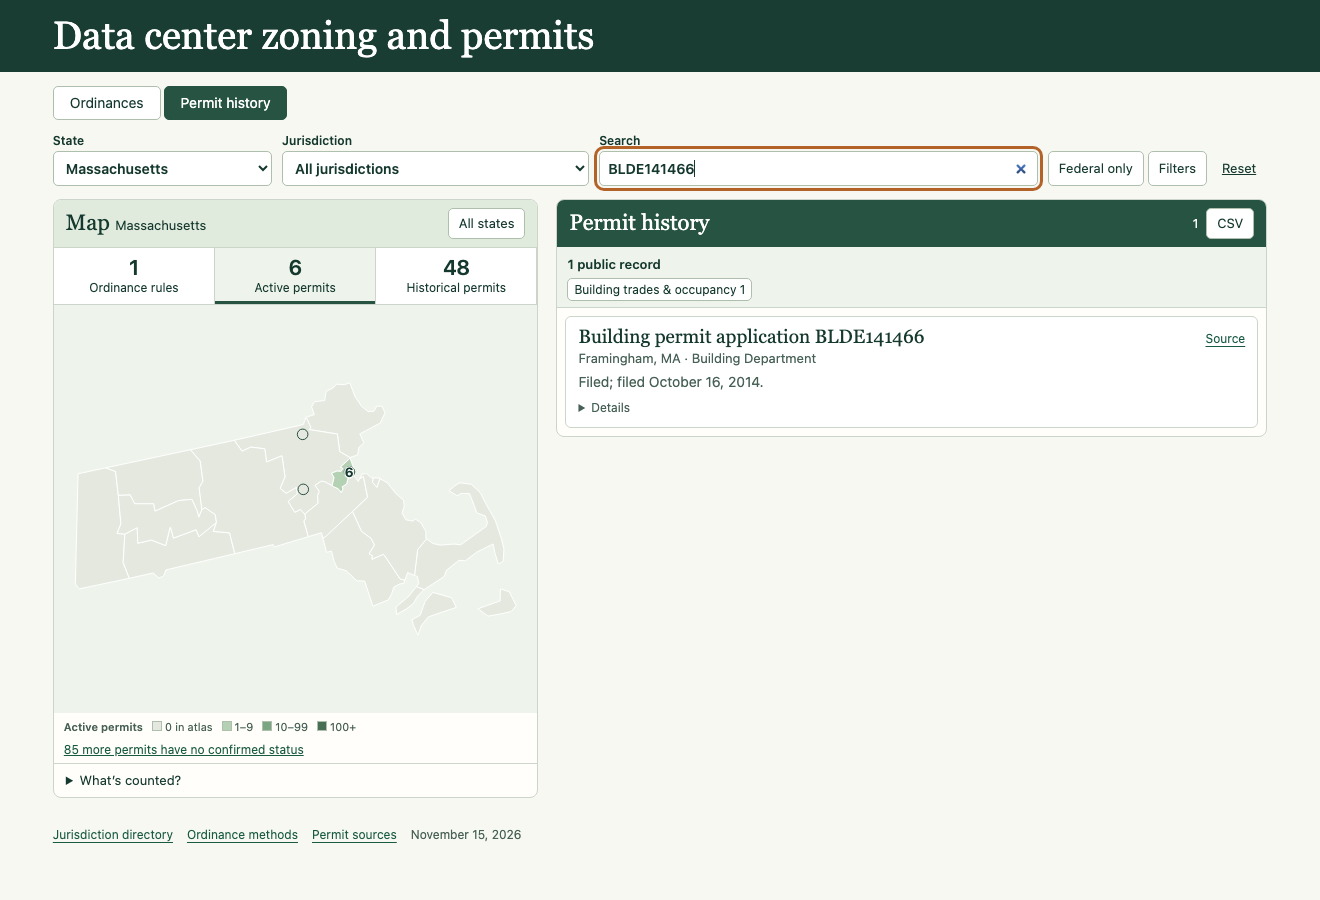 Data center zoning and permits
Ordinances
Permit history
State
Jurisdiction
Search
Massachusetts
All jurisdictions
BLDE141466
Federal only
Filters
Reset
Map Massachusetts
All states
1
Ordinance rules
6
Active permits
48
Historical permits
6
Active permits 0 in atlas 1–9 10–99 100+
85 more permits have no confirmed status
What's counted?
Permit history
1
CSV
1 public record
Building trades & occupancy 1
Building permit application BLDE141466
Source
Framingham, MA · Building Department
Filed; filed October 16, 2014.
Details
Jurisdiction directory
Ordinance methods
Permit sources
November 15, 2026